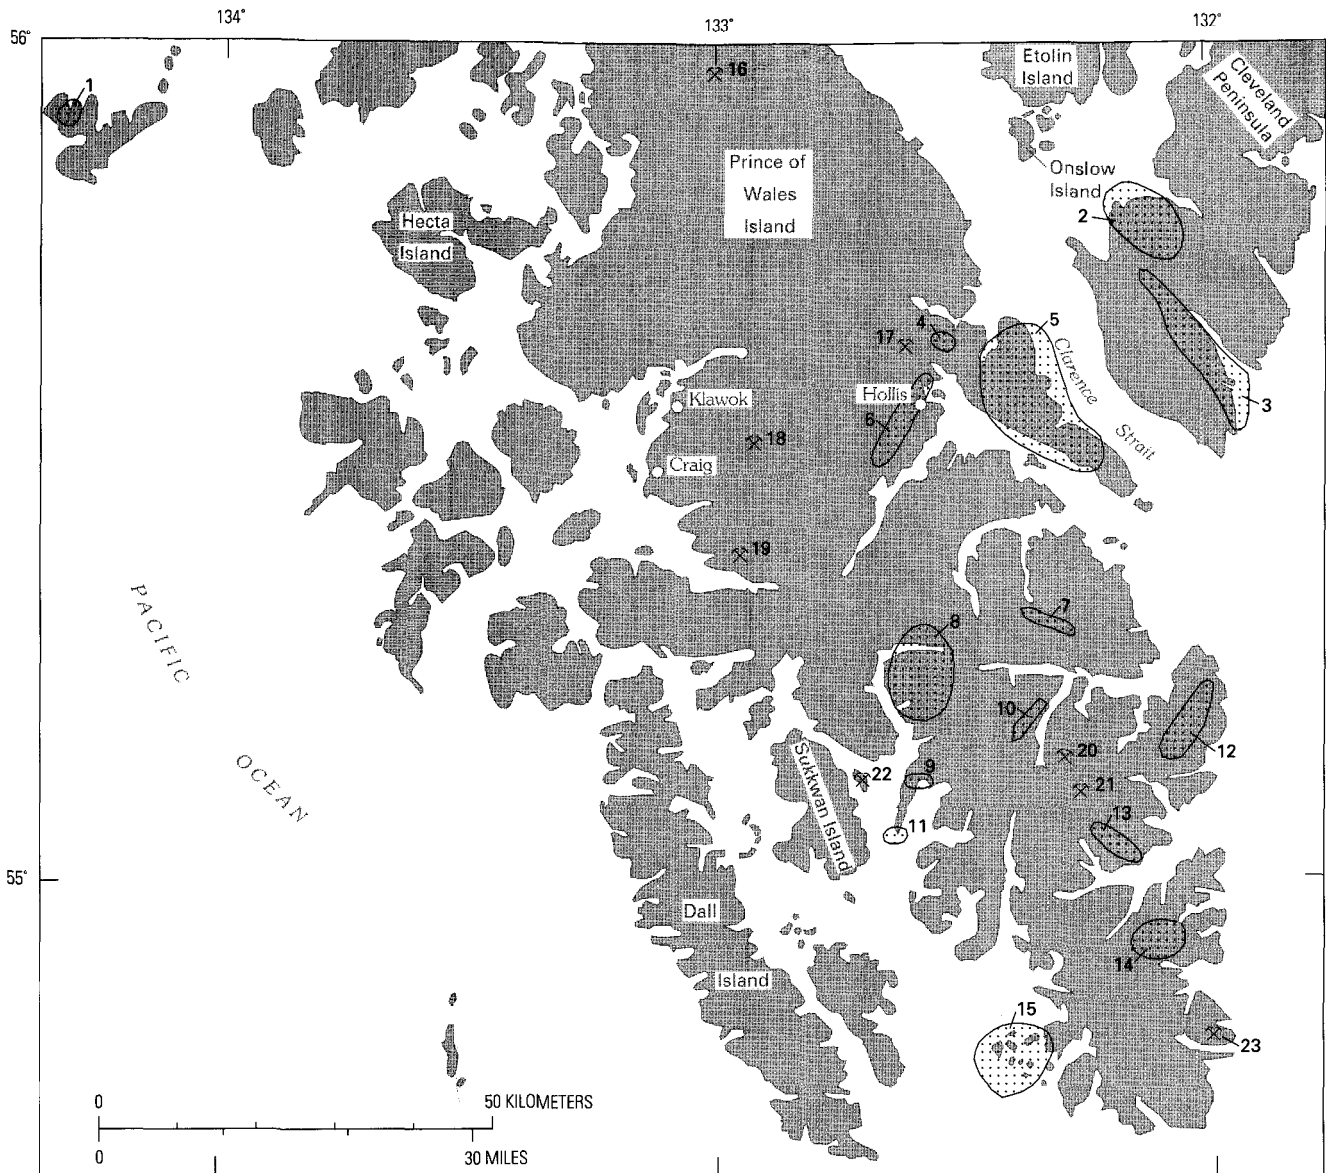 134°
133°
132°
56°
1
16
Etolin
Island
Cleveland
Peninsula
Prince of
Wales
Island
Onslow
Island
2
Hecta
Island
4
5
17
Clarence
Strait
3
Klawok
Hollis
6
18
Craig
19
PACIFIC
OCEAN
7
8
10
12
20
9
22
21
Sukkwan Island
11
13
55°
Dall
Island
14
15
23
0
50 KILOMETERS
0
30 MILES